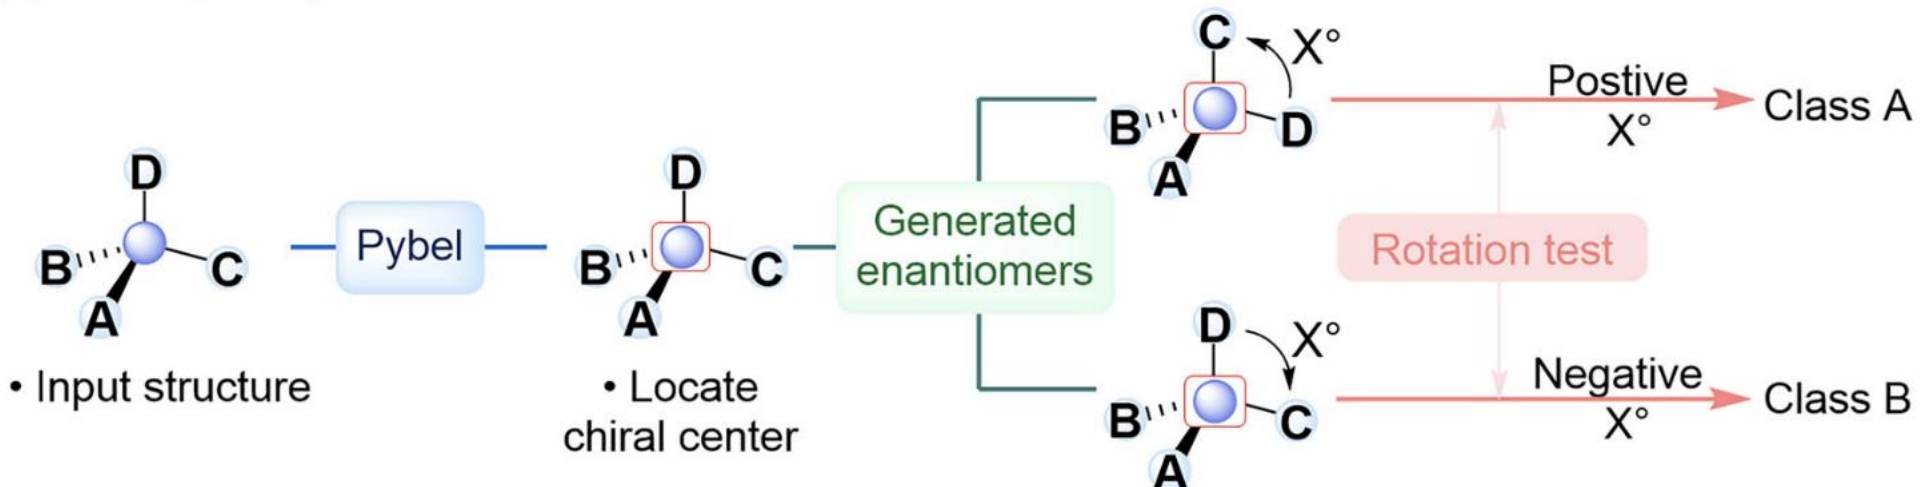 D
B
C
A
• Input structure
Pybel
D
B
C
A
• Locate
chiral center
Generated
enantiomers
C
X°
B
D
A
D
X°
B
C
A
Postive
X°
Class A
Rotation test
Negative
X°
Class B